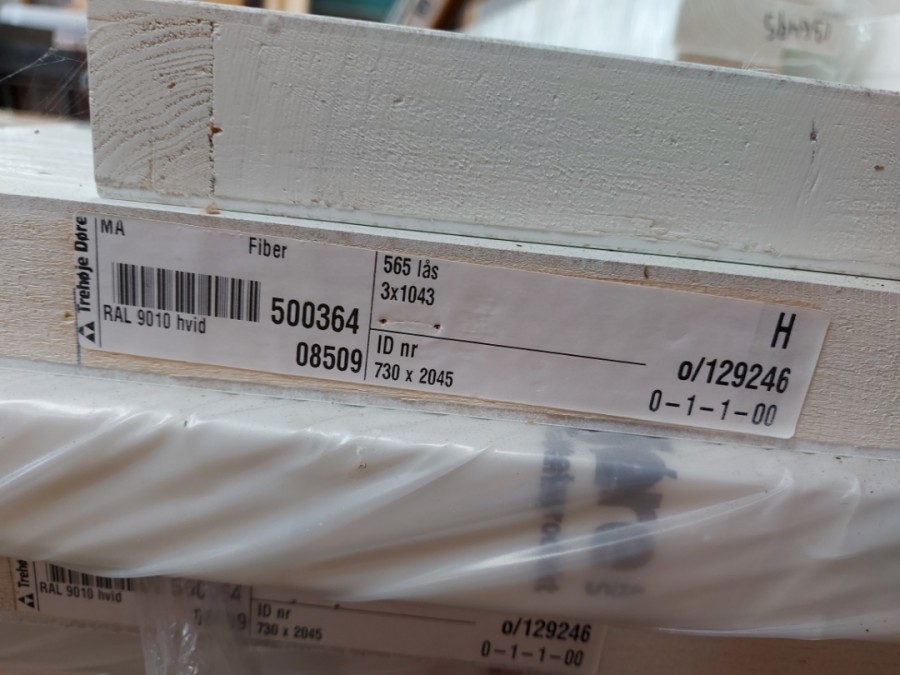 Trehøje Døre
MA
Fiber
RAL 9010 hvid
500364
08509
565 lås
3x1043
ID nr
730 x 2045
H
o/129246
0-1-1-00
RAL 9010 hvid
ID nr
730 x 2045
o/129246
0-1-1-00